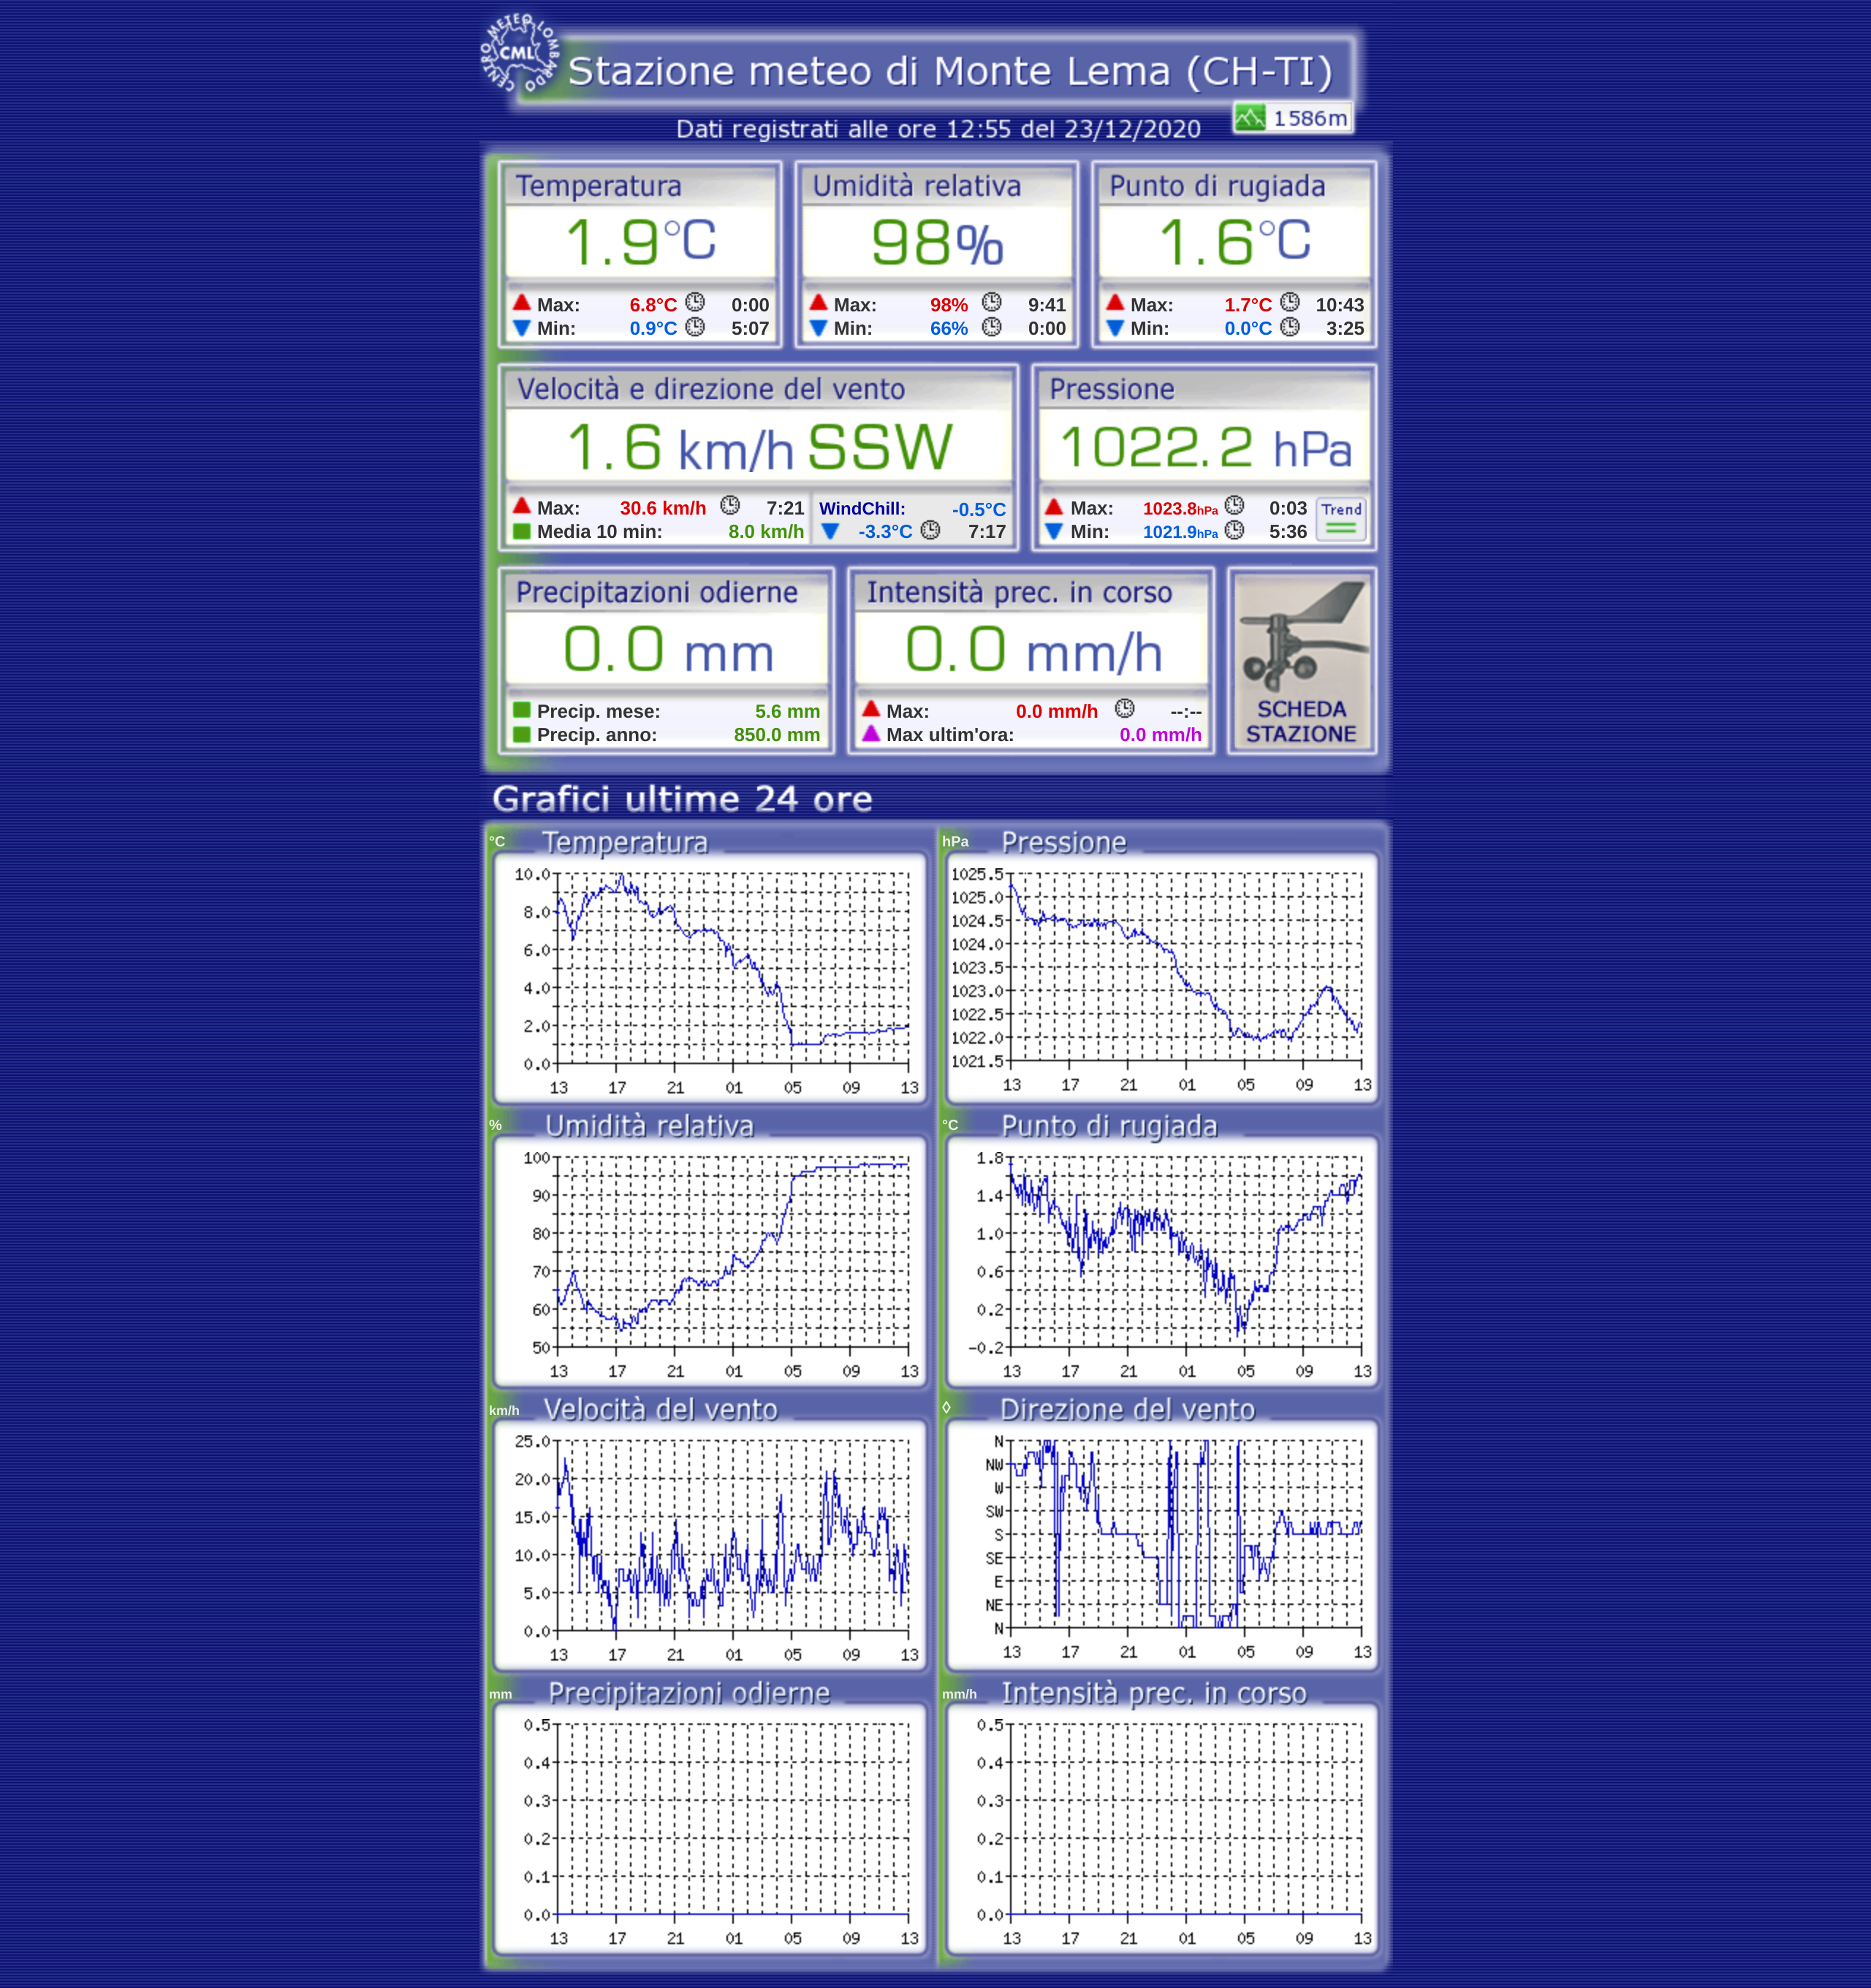 CENTRO METEO LOMBARDO
CML
Stazione meteo di Monte Lema (CH-TI)
1586m
Dati registrati alle ore 12:55 del 23/12/2020
Temperatura Umidità relativa Punto di rugiada
1.9°C 98% 1.6°C
Max: 6.8°C 0:00 Max: 98% 9:41 Max: 1.7°C 10:43
Min: 0.9°C 5:07 Min: 66% 0:00 Min: 0.0°C 3:25
Velocità e direzione del vento Pressione
1.6 km/h SSW 1022.2 hPa
Max: 30.6 km/h 7:21 WindChill: -0.5°C Max: 1023.8hPa 0:03 Trend
Media 10 min: 8.0 km/h -3.3°C 7:17 Min: 1021.9hPa 5:36
Precipitazioni odierne Intensità prec. in corso
0.0 mm 0.0 mm/h
Precip. mese: 5.6 mm Max: 0.0 mm/h --:-- SCHEDA
Precip. anno: 850.0 mm Max ultim'ora: 0.0 mm/h STAZIONE
Grafici ultime 24 ore
°C Temperatura
10.0
8.0
6.0
4.0
2.0
0.0
13 17 21 01 05 09 13
hPa Pressione
1025.5
1025.0
1024.5
1024.0
1023.5
1023.0
1022.5
1022.0
1021.5
13 17 21 01 05 09 13
% Umidità relativa
100
90
80
70
60
50
13 17 21 01 05 09 13
°C Punto di rugiada
1.8
1.4
1.0
0.6
0.2
-0.2
13 17 21 01 05 09 13
km/h Velocità del vento
25.0
20.0
15.0
10.0
5.0
0.0
13 17 21 01 05 09 13
◊ Direzione del vento
N
NW
W
SW
S
SE
E
NE
N
13 17 21 01 05 09 13
mm Precipitazioni odierne
0.5
0.4
0.3
0.2
0.1
0.0
13 17 21 01 05 09 13
mm/h Intensità prec. in corso
0.5
0.4
0.3
0.2
0.1
0.0
13 17 21 01 05 09 13